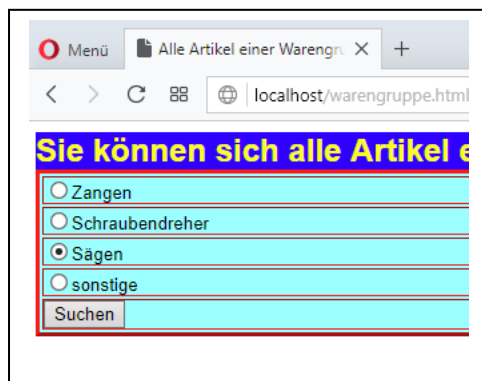 Menü
Alle Artikel einer Warengru
localhost/warengruppe.html
Sie können sich alle Artikel e
Zangen
Schraubendreher
Sägen
sonstige
Suchen